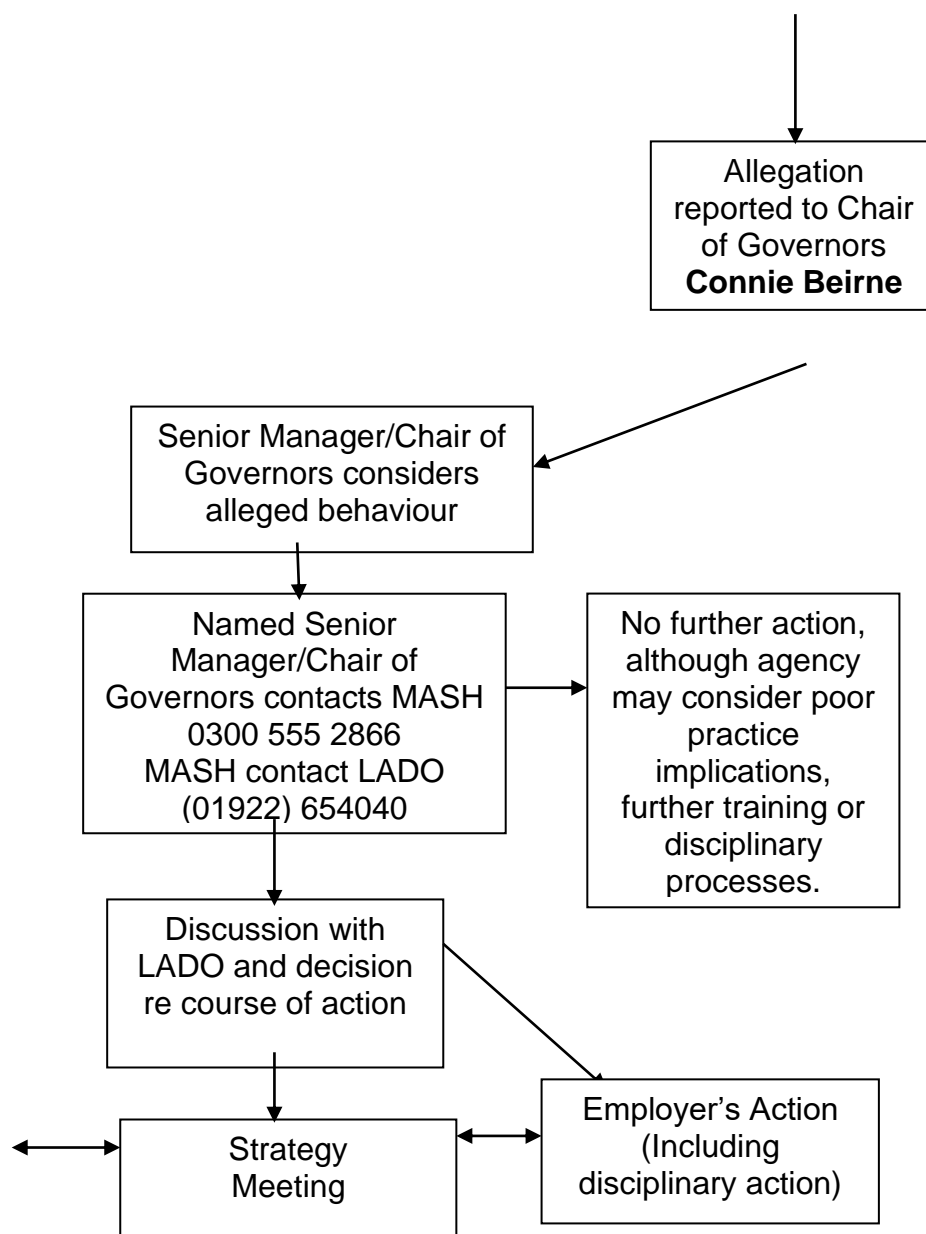 Allegation
reported to Chair
of Governors
Connie Beirne
Senior Manager/Chair of
Governors considers
alleged behaviour
Named Senior
Manager/Chair of
Governors contacts MASH
0300 555 2866
MASH contact LADO
(01922) 654040
No further action,
although agency
may consider poor
practice
implications,
further training or
disciplinary
processes.
Discussion with
LADO and decision
re course of action
Employer's Action
(Including
disciplinary action)
Strategy
Meeting